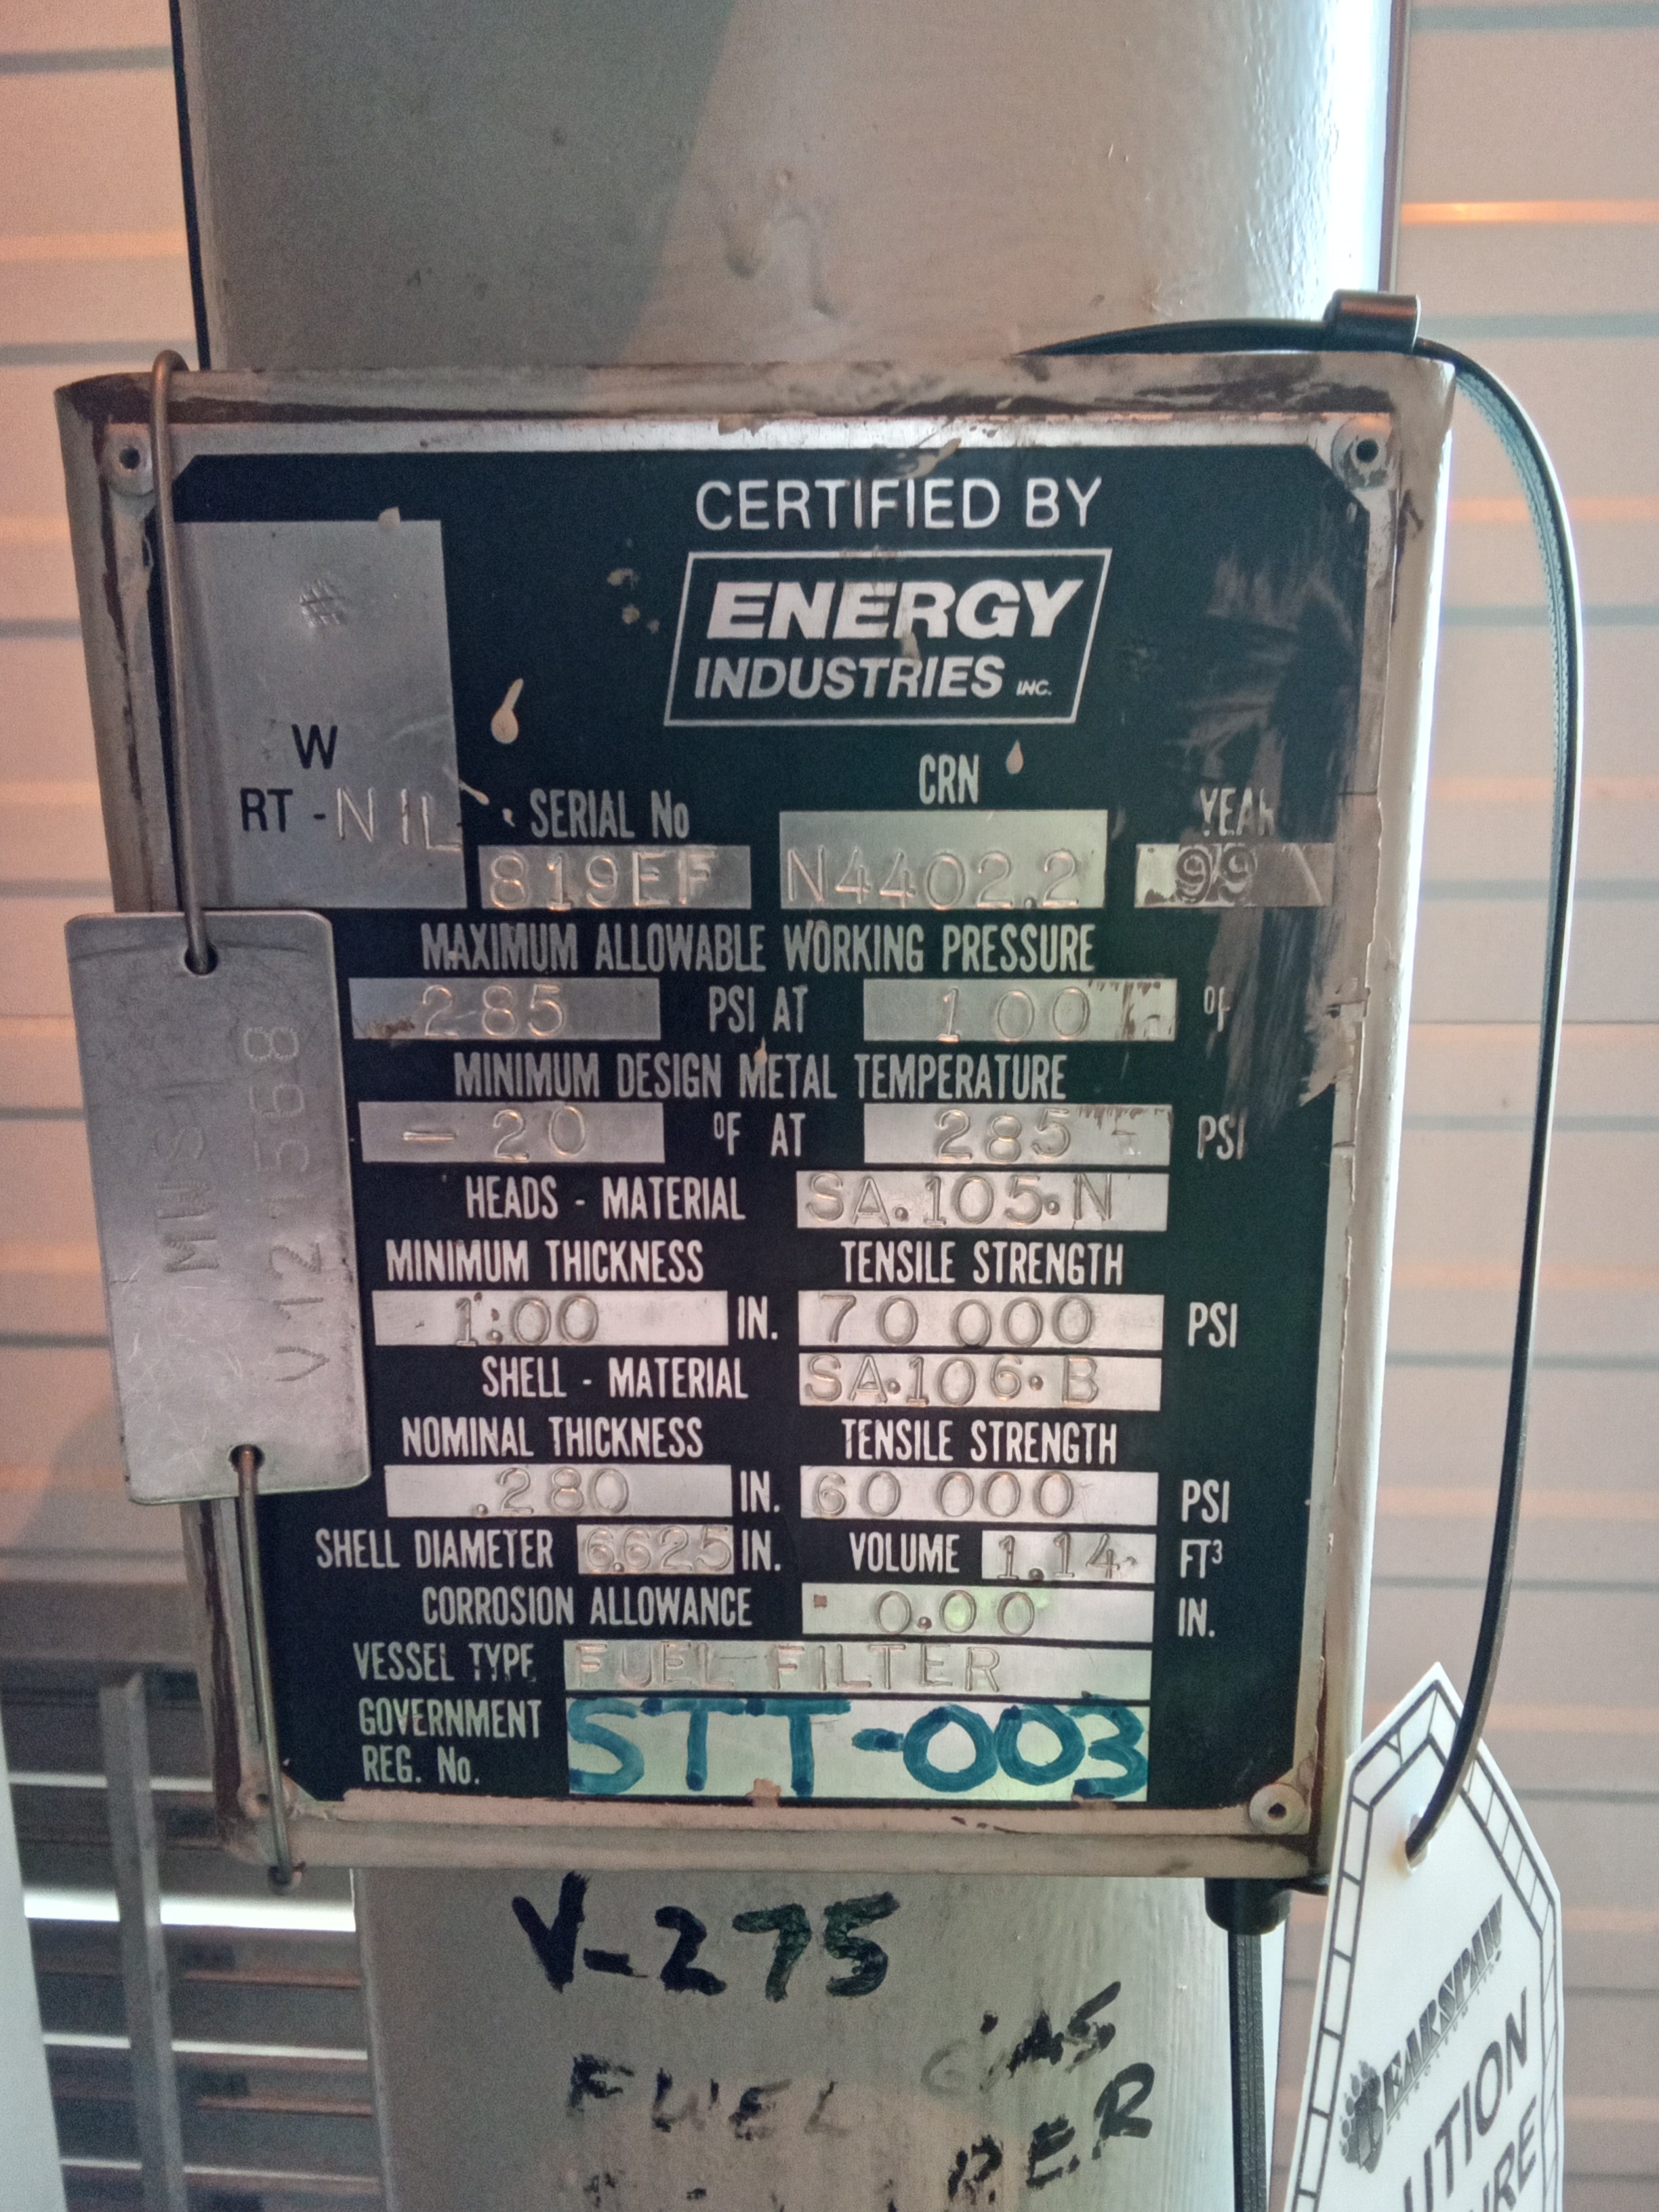 CERTIFIED BY
ENERGY
INDUSTRIES INC.
W
RT - NIL
SERIAL No CRN YEAR
819EF N4402.2 99
MAXIMUM ALLOWABLE WORKING PRESSURE
285 PSI AT 100 °F
MINIMUM DESIGN METAL TEMPERATURE
-20 °F AT 285 PSI
HEADS - MATERIAL SA.105.N
MINIMUM THICKNESS TENSILE STRENGTH
1.00 IN. 70 000 PSI
SHELL - MATERIAL SA.106.B
NOMINAL THICKNESS TENSILE STRENGTH
.280 IN. 60 000 PSI
SHELL DIAMETER 6.625 IN. VOLUME 1.14 FT³
CORROSION ALLOWANCE 0.00 IN.
VESSEL TYPE FUEL FILTER
GOVERNMENT REG. No. STT-003
V-275
FUEL GAS
BEARSPAW